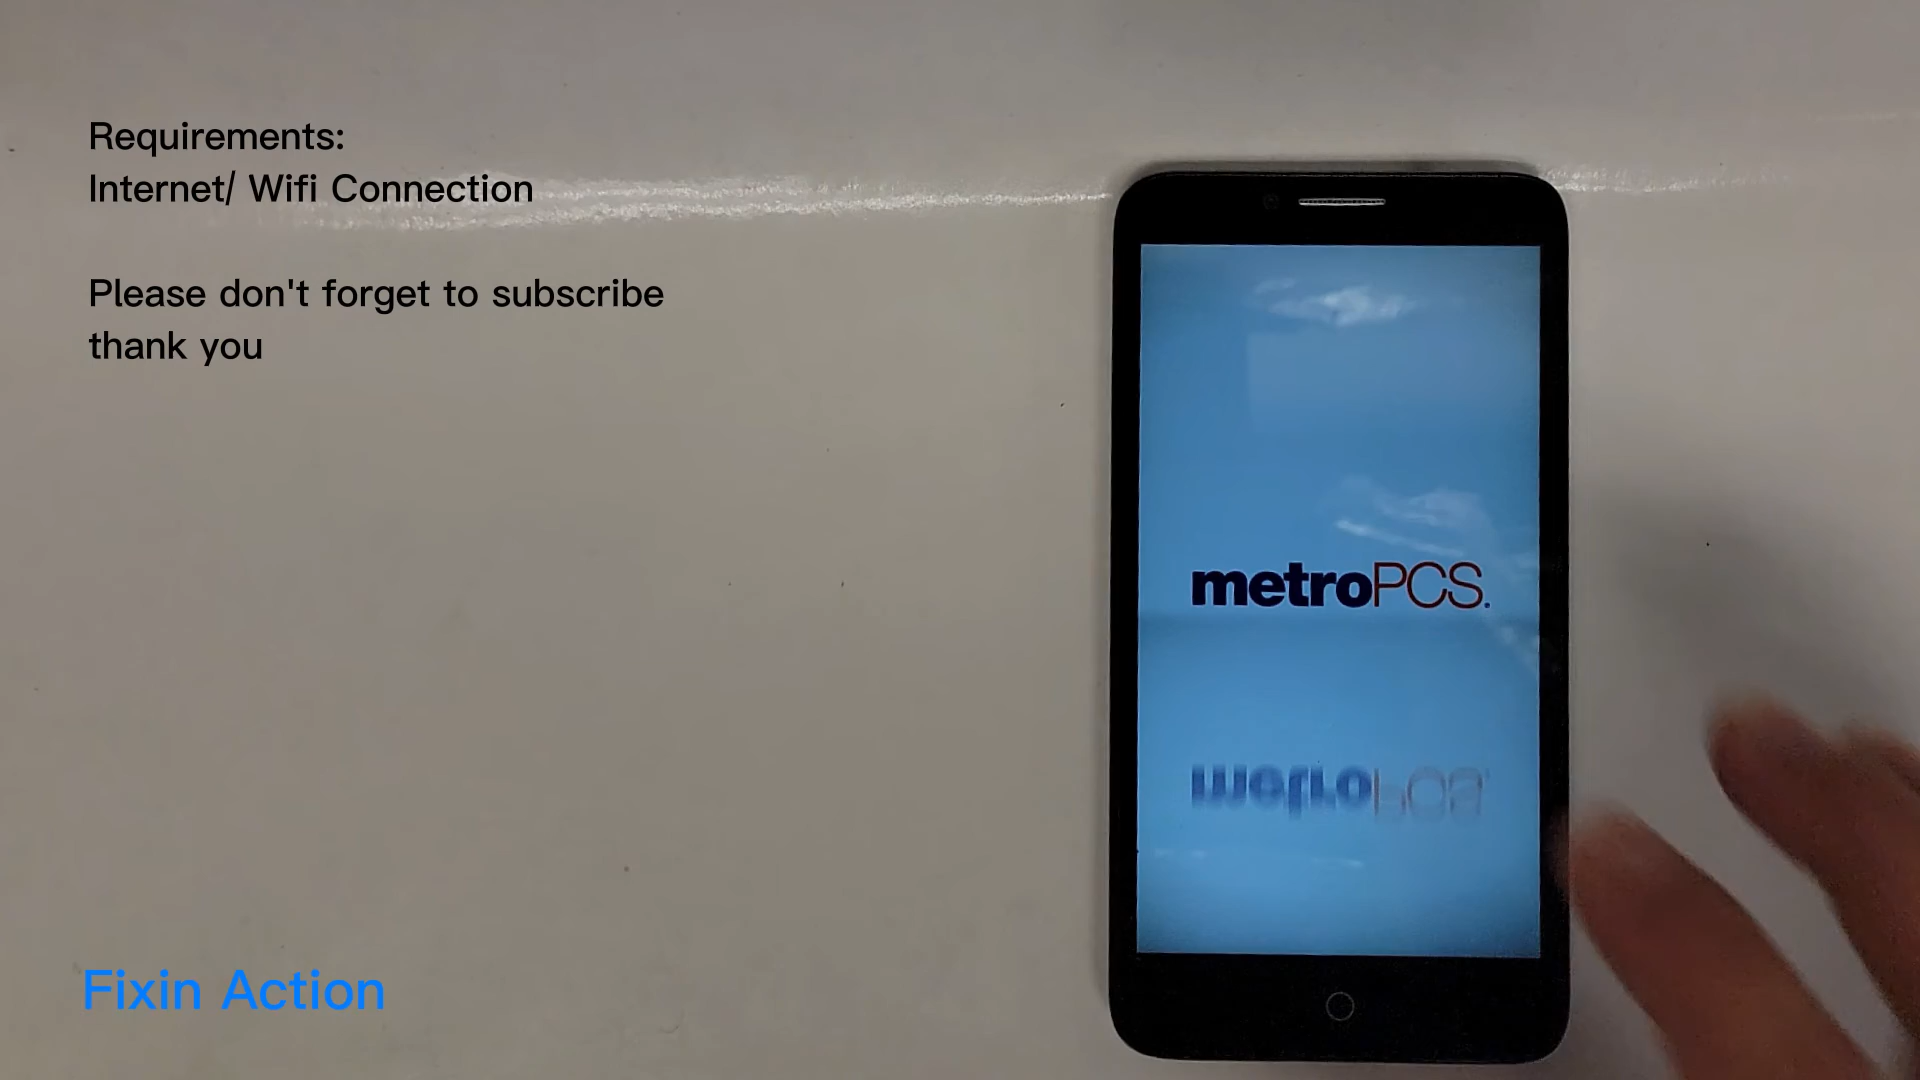 Requirements:
Internet/ Wifi Connection
Please don't forget to subscribe
thank you
metroPCS.
Fixin Action